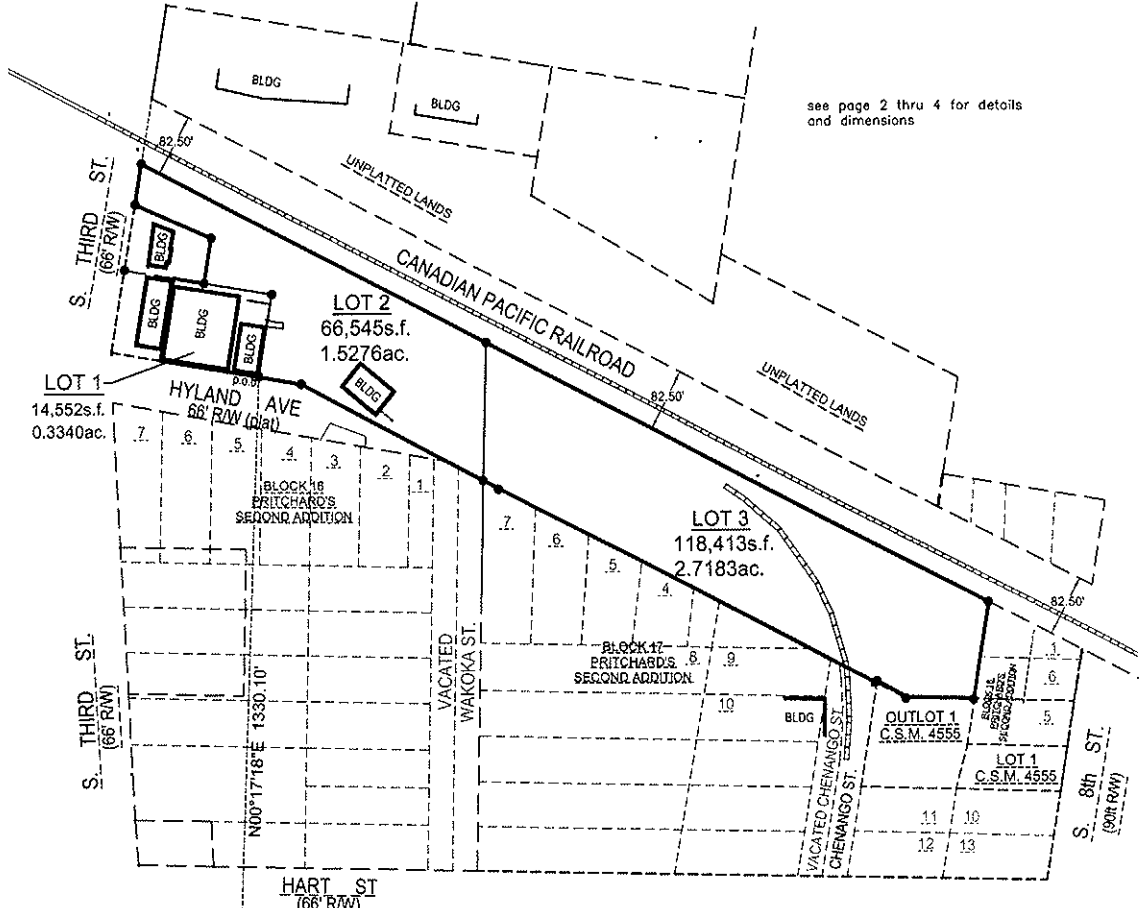 BLDG
BLDG
see page 2 thru 4 for details
and dimensions
82.50'
UNPLATTED LANDS
S. THIRD ST.
(66' R/W)
BLDG
CANADIAN PACIFIC RAILROAD
BLDG
BLDG
BLDG
LOT 2
66,545s.f.
1.5276ac.
BLDG
UNPLATTED LANDS
82.50'
LOT 1
14,552s.f.
0.3340ac.
P.O.B.
HYLAND AVE
66' R/W (plat)
7
6
5
4
3
2
1
BLOCK 16
PRITCHARD'S
SECOND ADDITION
LOT 3
118,413s.f.
2.7183ac.
7
6
5
4
82.50'
S. THIRD ST.
(66' R/W)
N00°17'18"E 1330.10'
VACATED
WAKOKA ST.
BLOCK 17
PRITCHARD'S
SECOND ADDITION
8
9
10
BLDG
VACATED CHENANGO ST.
CHENANGO ST.
OUTLOT 1
C.S.M. 4555
PRITCHARD'S
SECOND ADDITION
1
6
5
LOT 1
C.S.M. 4555
11
10
12
13
S. 8th ST.
(90ft R/W)
HART ST
(66' R/W)